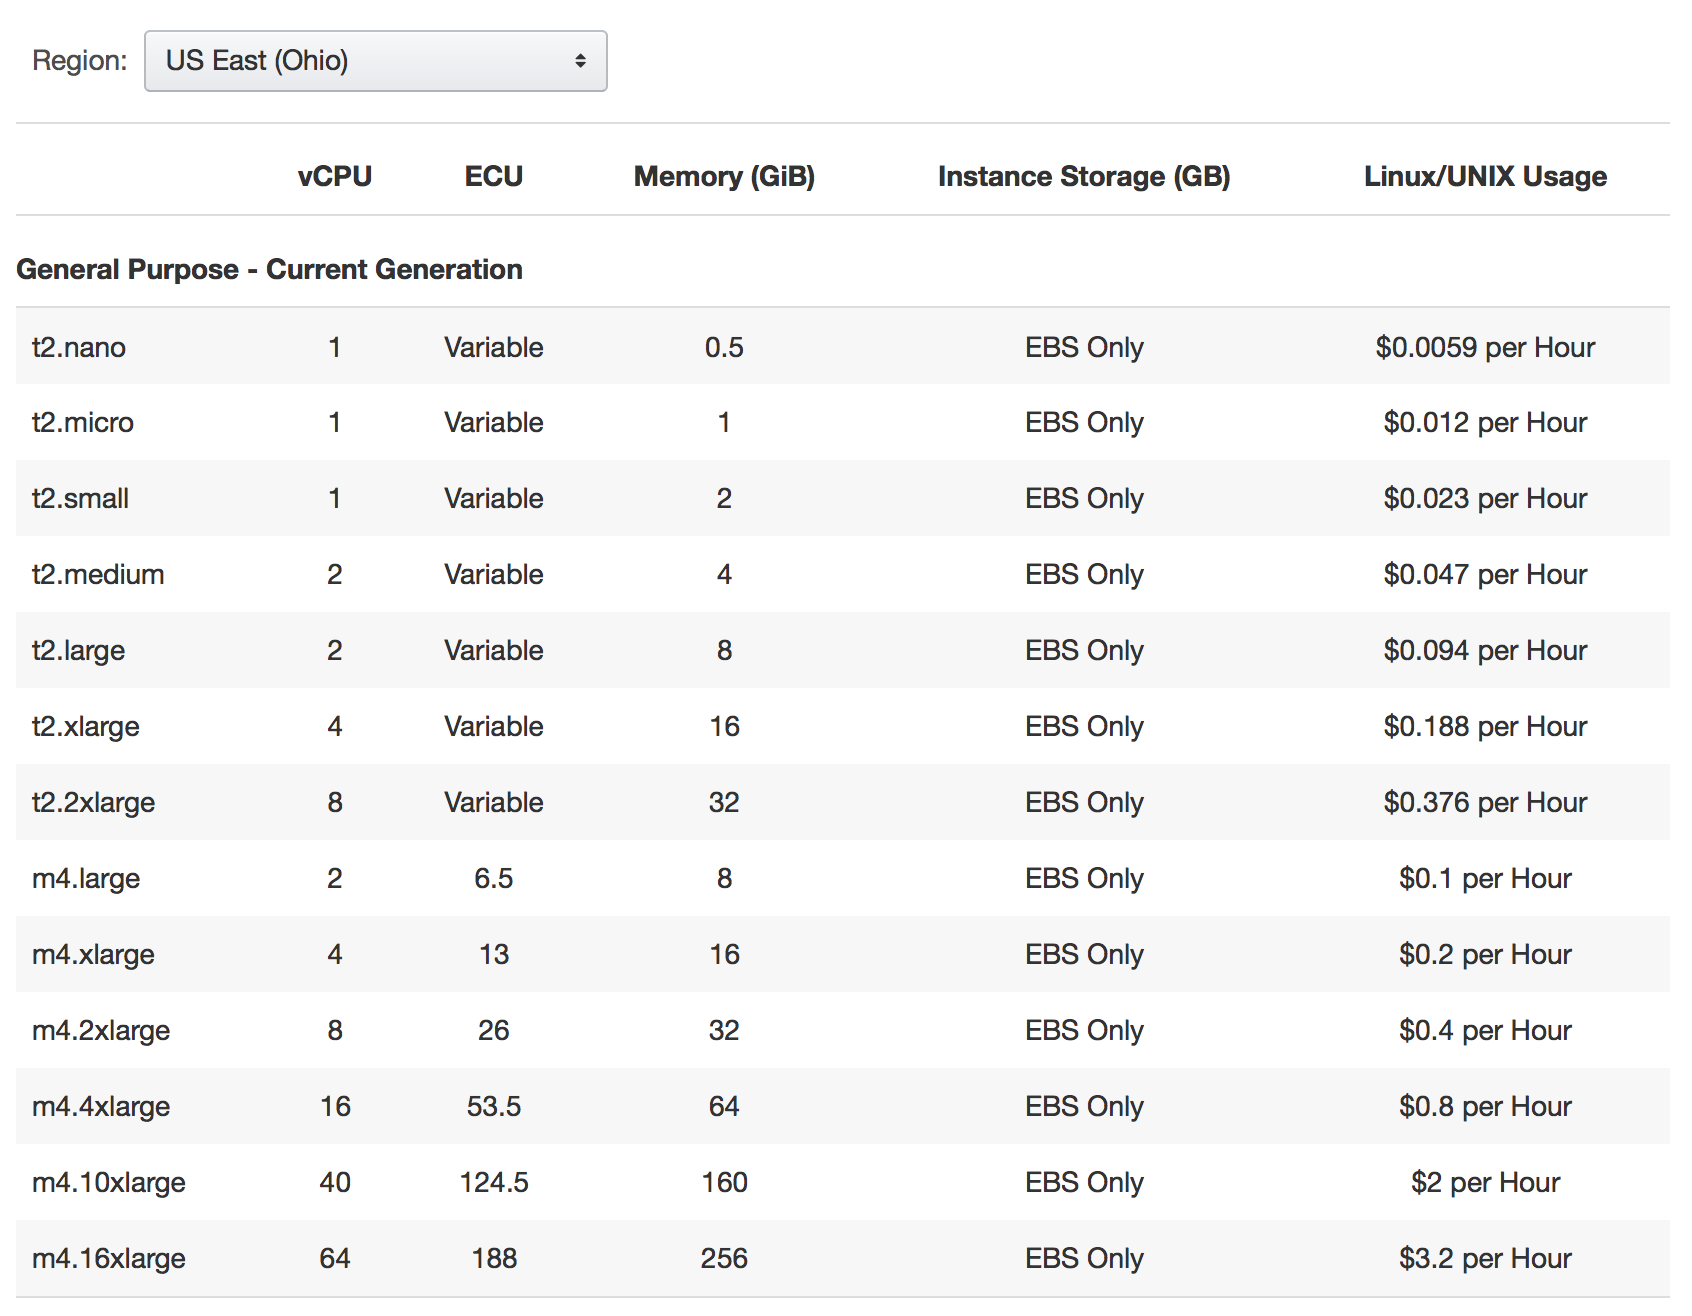 Region: US East (Ohio)
vCPU ECU Memory (GiB) Instance Storage (GB) Linux/UNIX Usage
General Purpose - Current Generation
t2.nano 1 Variable 0.5 EBS Only $0.0059 per Hour
t2.micro 1 Variable 1 EBS Only $0.012 per Hour
t2.small 1 Variable 2 EBS Only $0.023 per Hour
t2.medium 2 Variable 4 EBS Only $0.047 per Hour
t2.large 2 Variable 8 EBS Only $0.094 per Hour
t2.xlarge 4 Variable 16 EBS Only $0.188 per Hour
t2.2xlarge 8 Variable 32 EBS Only $0.376 per Hour
m4.large 2 6.5 8 EBS Only $0.1 per Hour
m4.xlarge 4 13 16 EBS Only $0.2 per Hour
m4.2xlarge 8 26 32 EBS Only $0.4 per Hour
m4.4xlarge 16 53.5 64 EBS Only $0.8 per Hour
m4.10xlarge 40 124.5 160 EBS Only $2 per Hour
m4.16xlarge 64 188 256 EBS Only $3.2 per Hour